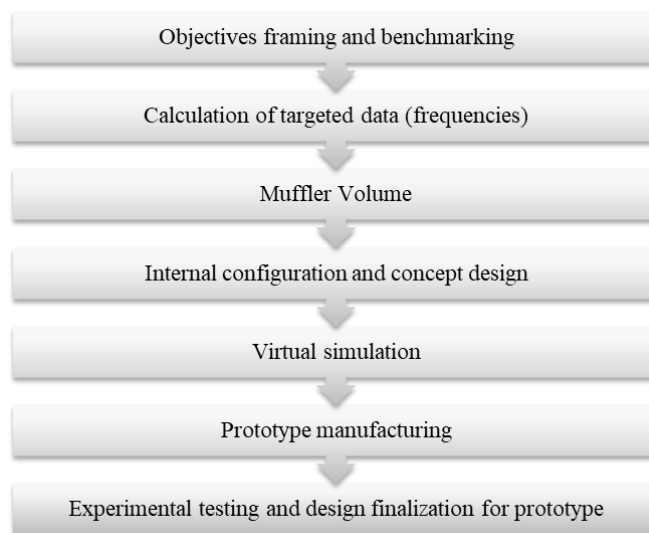 Objectives framing and benchmarking
Calculation of targeted data (frequencies)
Muffler Volume
Internal configuration and concept design
Virtual simulation
Prototype manufacturing
Experimental testing and design finalization for prototype